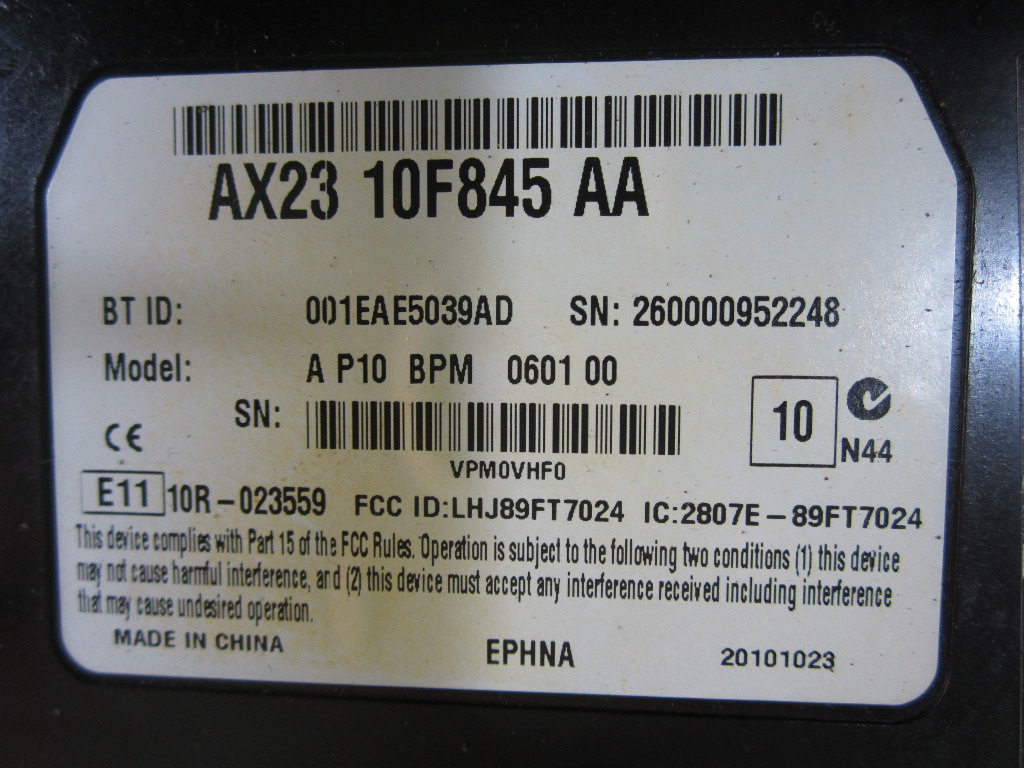 AX23 10F845 AA
BT ID: 001EAE5039AD SN: 260000952248
Model: A P10 BPM 0601 00
SN:
10
CE
N44
VPM0VHF0
E11 10R-023559 FCC ID:LHJ89FT7024 IC:2807E-89FT7024
This device complies with Part 15 of the FCC Rules. Operation is subject to the following two conditions (1) this device
may not cause harmful interference, and (2) this device must accept any interference received including interference
that may cause undesired operation.
MADE IN CHINA EPHNA 20101023